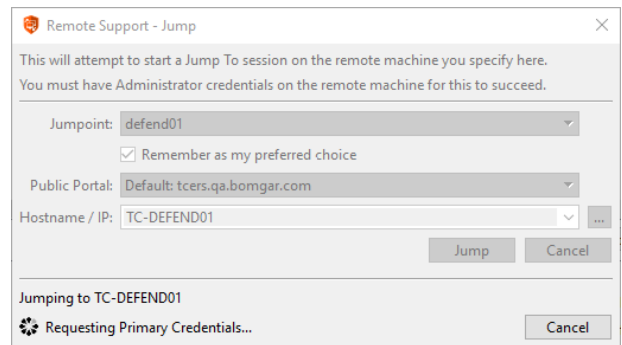 Remote Support - Jump
This will attempt to start a Jump To session on the remote machine you specify here.
You must have Administrator credentials on the remote machine for this to succeed.
Jumpoint: defend01
Remember as my preferred choice
Public Portal: Default: tcers.qa.bomgar.com
Hostname / IP: TC-DEFEND01 ...
Jump Cancel
Jumping to TC-DEFEND01
Requesting Primary Credentials... Cancel